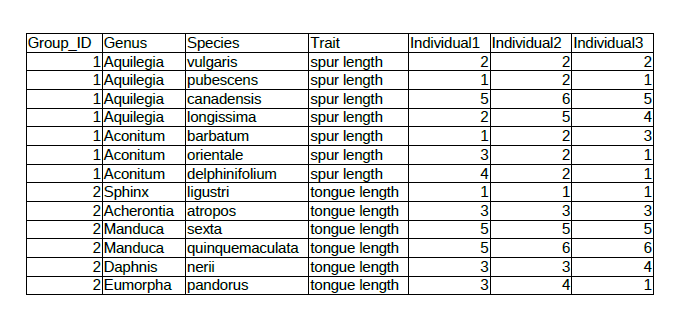 Group_ID Genus Species Trait Individual1 Individual2 Individual3
1 Aquilegia vulgaris spur length 2 2 2
1 Aquilegia pubescens spur length 1 2 1
1 Aquilegia canadensis spur length 5 6 5
1 Aquilegia longissima spur length 2 5 4
1 Aconitum barbatum spur length 1 2 3
1 Aconitum orientale spur length 3 2 1
1 Aconitum delphinifolium spur length 4 2 1
2 Sphinx ligustri tongue length 1 1 1
2 Acherontia atropos tongue length 3 3 3
2 Manduca sexta tongue length 5 5 5
2 Manduca quinquemaculata tongue length 5 6 6
2 Daphnis nerii tongue length 3 3 4
2 Eumorpha pandorus tongue length 3 4 1